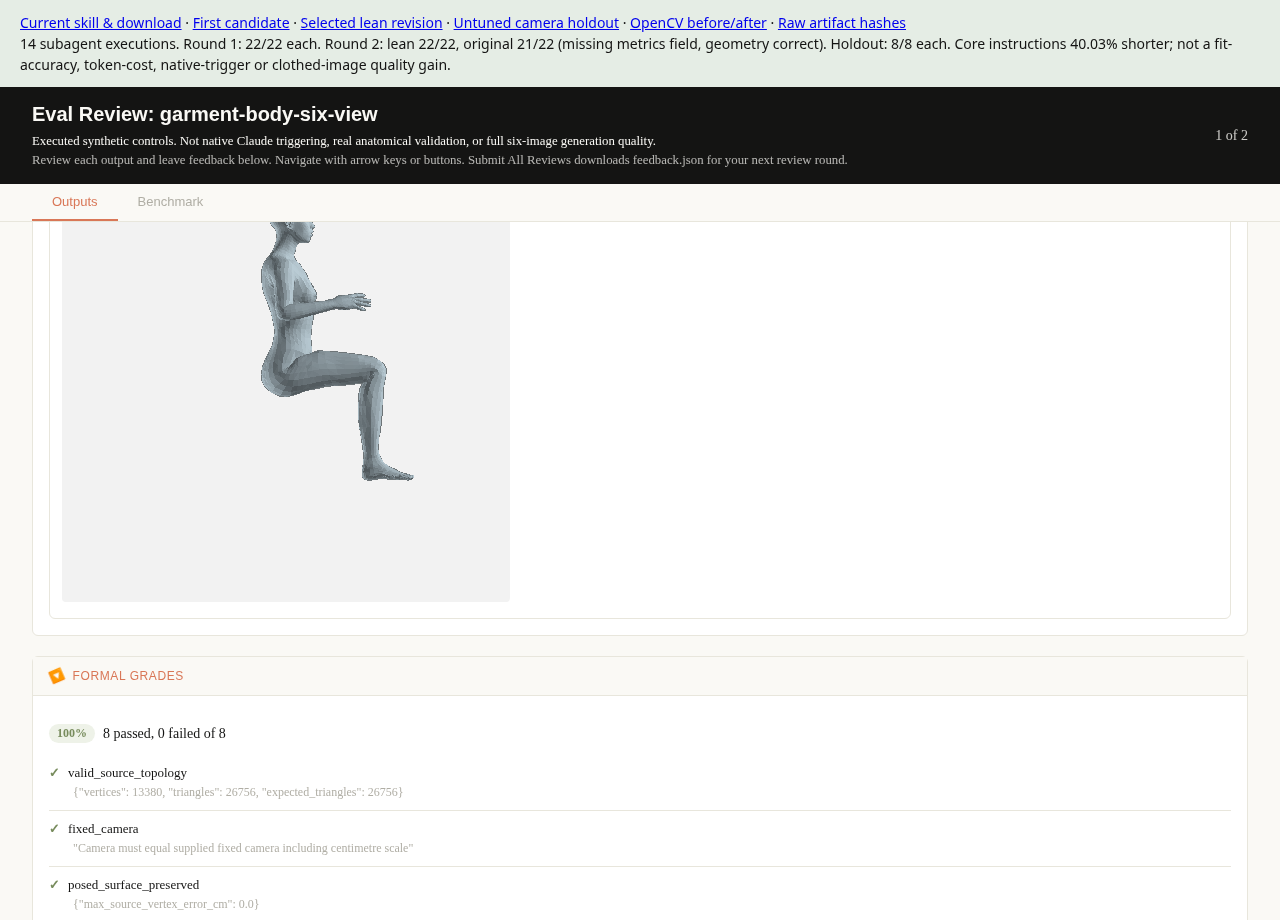 Current skill & download · First candidate · Selected lean revision · Untuned camera holdout · OpenCV before/after · Raw artifact hashes
14 subagent executions. Round 1: 22/22 each. Round 2: lean 22/22, original 21/22 (missing metrics field, geometry correct). Holdout: 8/8 each. Core instructions 40.03% shorter; not a fit-
accuracy, token-cost, native-trigger or clothed-image quality gain.
Eval Review: garment-body-six-view
Executed synthetic controls. Not native Claude triggering, real anatomical validation, or full six-image generation quality.
Review each output and leave feedback below. Navigate with arrow keys or buttons. Submit All Reviews downloads feedback.json for your next review round.
1 of 2
Outputs
Benchmark
FORMAL GRADES
100% 8 passed, 0 failed of 8
✓ valid_source_topology
{"vertices": 13380, "triangles": 26756, "expected_triangles": 26756}
✓ fixed_camera
"Camera must equal supplied fixed camera including centimetre scale"
✓ posed_surface_preserved
{"max_source_vertex_error_cm": 0.0}